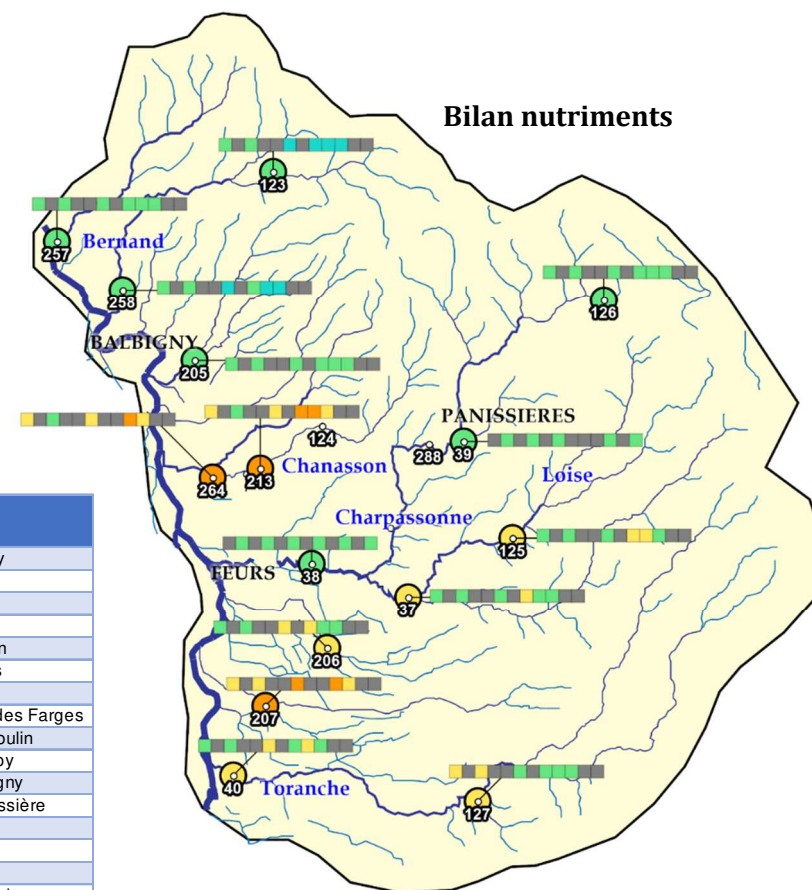 Bilan nutriments
123
Bernand
257
258
126
BALBIGNY
205
PANISSIERES
124
288
39
Chanasson
264
213
Loise
Charpassonne
125
FEURS
38
37
206
des Farges
207
oulin
by
gny
ssière
40
Toranche
127